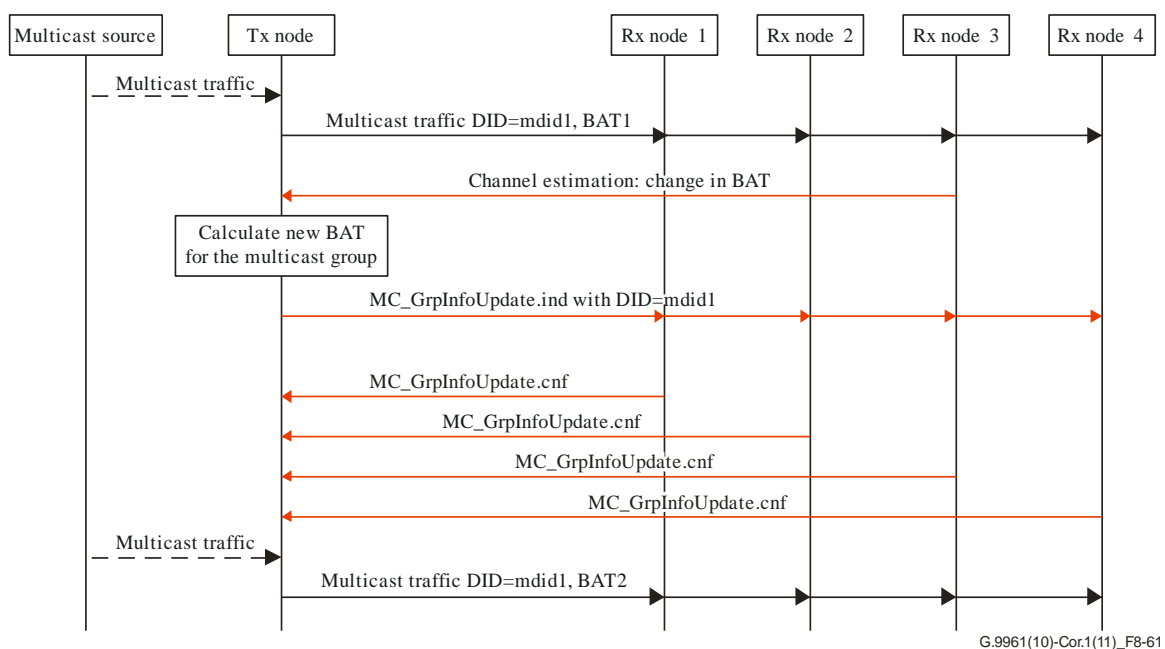 Multicast source
Tx node
Rx node 1
Rx node 2
Rx node 3
Rx node 4
Multicast traffic
Multicast traffic DID=mdid1, BAT1
Channel estimation: change in BAT
Calculate new BAT
for the multicast group
MC_GrpInfoUpdate.ind with DID=mdid1
MC_GrpInfoUpdate.cnf
MC_GrpInfoUpdate.cnf
MC_GrpInfoUpdate.cnf
MC_GrpInfoUpdate.cnf
Multicast traffic
Multicast traffic DID=mdid1, BAT2
G.9961(10)-Cor.1(11)_F8-61